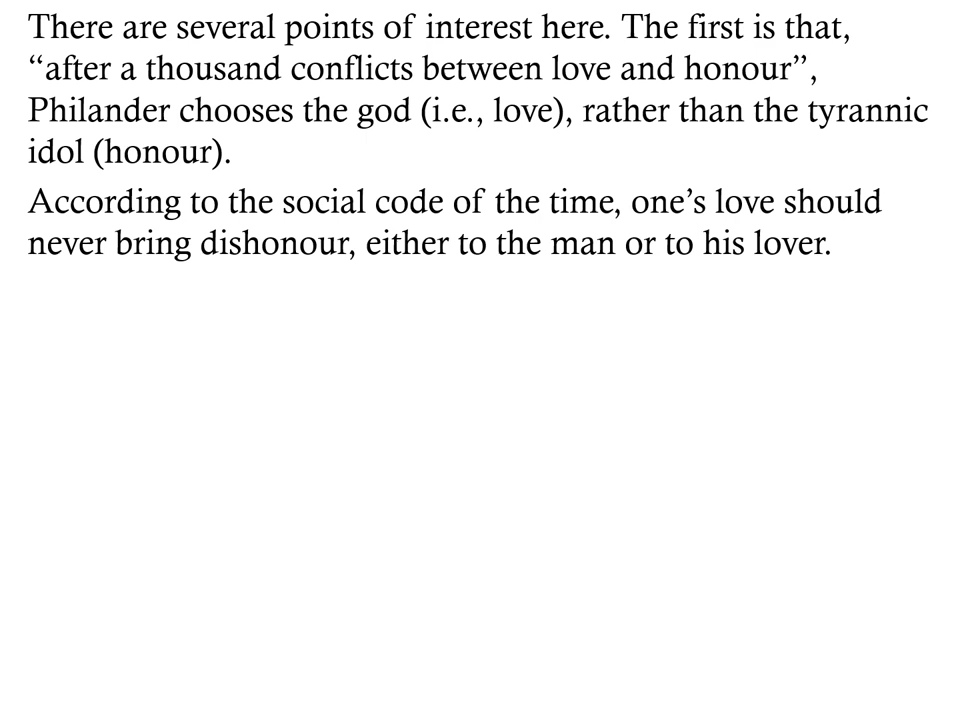 There are several points of interest here. The first is that,
“after a thousand conflicts between love and honour”,
Philander chooses the god (i.e., love), rather than the tyrannic
idol (honour).
According to the social code of the time, one’s love should
never bring dishonour, either to the man or to his lover.